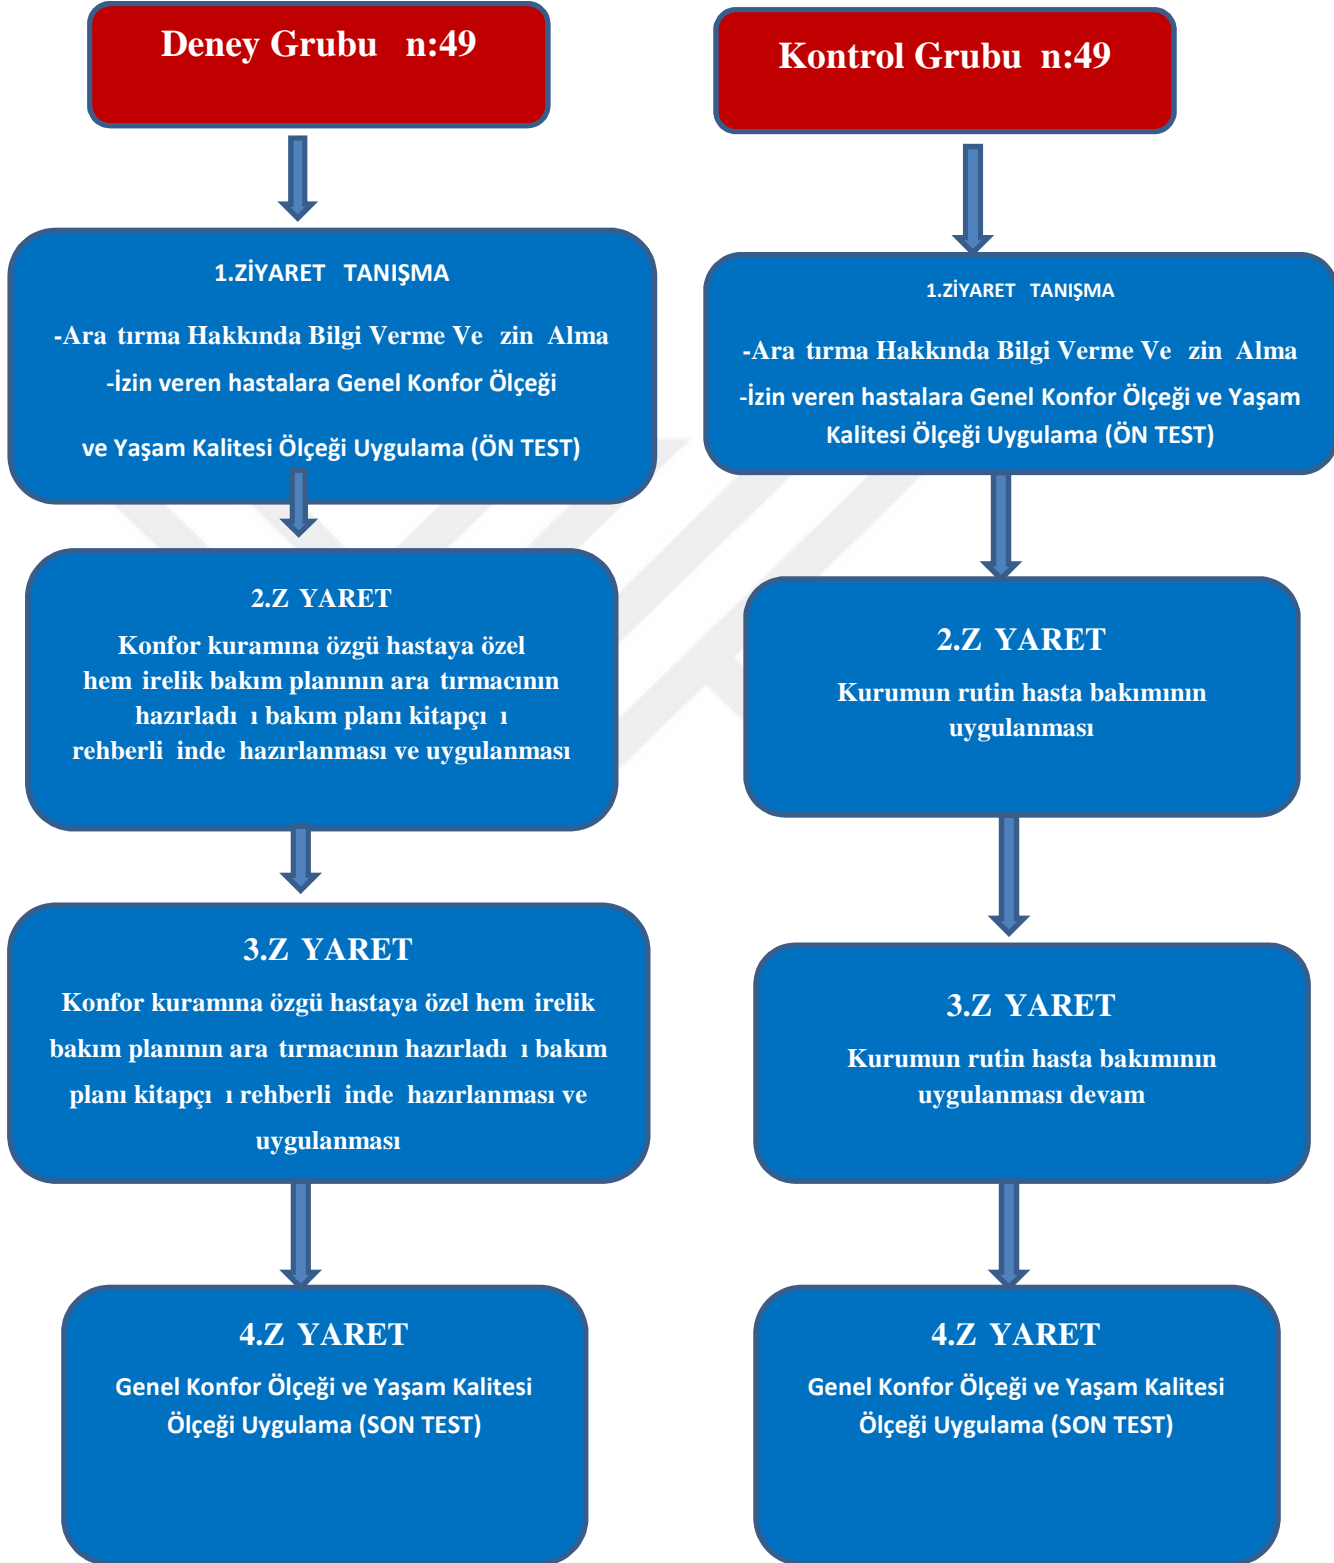 Deney Grubu n:49
1.ZİYARET TANIŞMA
-Ara tırma Hakkında Bilgi Verme Ve zin Alma
-İzin veren hastalara Genel Konfor Ölçeği
ve Yaşam Kalitesi Ölçeği Uygulama (ÖN TEST)
2.Z YARET
Konfor kuramına özgü hastaya özel
hem irelik bakım planının ara tırmacının
hazırladı ı bakım planı kitapçı ı
rehberli inde hazırlanması ve uygulanması
3.Z YARET
Konfor kuramına özgü hastaya özel hem irelik
bakım planının ara tırmacının hazırladı ı bakım
planı kitapçı ı rehberli inde hazırlanması ve
uygulanması
4.Z YARET
Genel Konfor Ölçeği ve Yaşam Kalitesi
Ölçeği Uygulama (SON TEST)
Kontrol Grubu n:49
1.ZİYARET TANIŞMA
-Ara tırma Hakkında Bilgi Verme Ve zin Alma
-İzin veren hastalara Genel Konfor Ölçeği ve Yaşam
Kalitesi Ölçeği Uygulama (ÖN TEST)
2.Z YARET
Kurumun rutin hasta bakımının
uygulanması
3.Z YARET
Kurumun rutin hasta bakımının
uygulanması devam
4.Z YARET
Genel Konfor Ölçeği ve Yaşam Kalitesi
Ölçeği Uygulama (SON TEST)